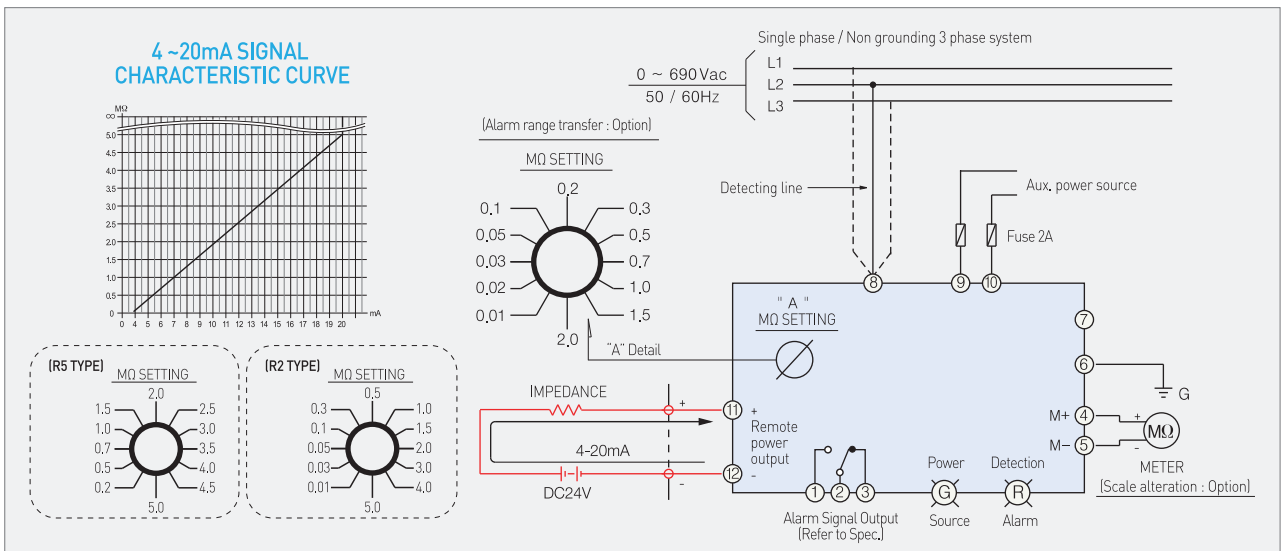 4 ~20mA SIGNAL
CHARACTERISTIC CURVE
MΩ
∞
5.0
4.5
4.0
3.5
3.0
2.5
2.0
1.5
1.0
0.5
0
0 4 5 6 7 8 9 10 11 12 13 14 15 16 17 18 19 20
mA
(R5 TYPE)
MΩ SETTING
2.0
1.5 2.5
1.0 3.0
0.7 3.5
0.5 4.0
0.2 4.5
5.0
(R2 TYPE)
MΩ SETTING
0.5
0.3 1.0
0.1 1.5
0.05 2.0
0.03 3.0
0.01 4.0
5.0
(Alarm range transfer : Option)
MΩ SETTING
0.2
0.1 0.3
0.05 0.5
0.03 0.7
0.02 1.0
0.01 1.5
2.0
"A" Detail
Single phase / Non grounding 3 phase system
0 ~ 690 Vac
50 / 60Hz
L1
L2
L3
Detecting line
Aux. power source
Fuse 2A
8
9
10
" A "
MΩ SETTING
7
6
G
M+ 4
M- 5
+
-
MΩ
METER
(Scale alteration : Option)
IMPEDANCE
+
11
+
Remote
power
output
4-20mA
12
-
-
DC24V
1 2 3
Alarm Signal Output
(Refer to Spec.)
Power
G
Source
Detection
R
Alarm